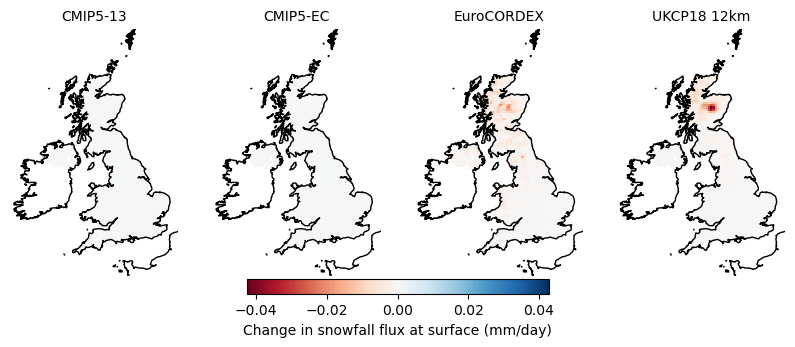 CMIP5-13 CMIP5-EC EuroCORDEX UKCP18 12km
−0.04 −0.02 0.00 0.02 0.04
Change in snowfall flux at surface (mm/day)